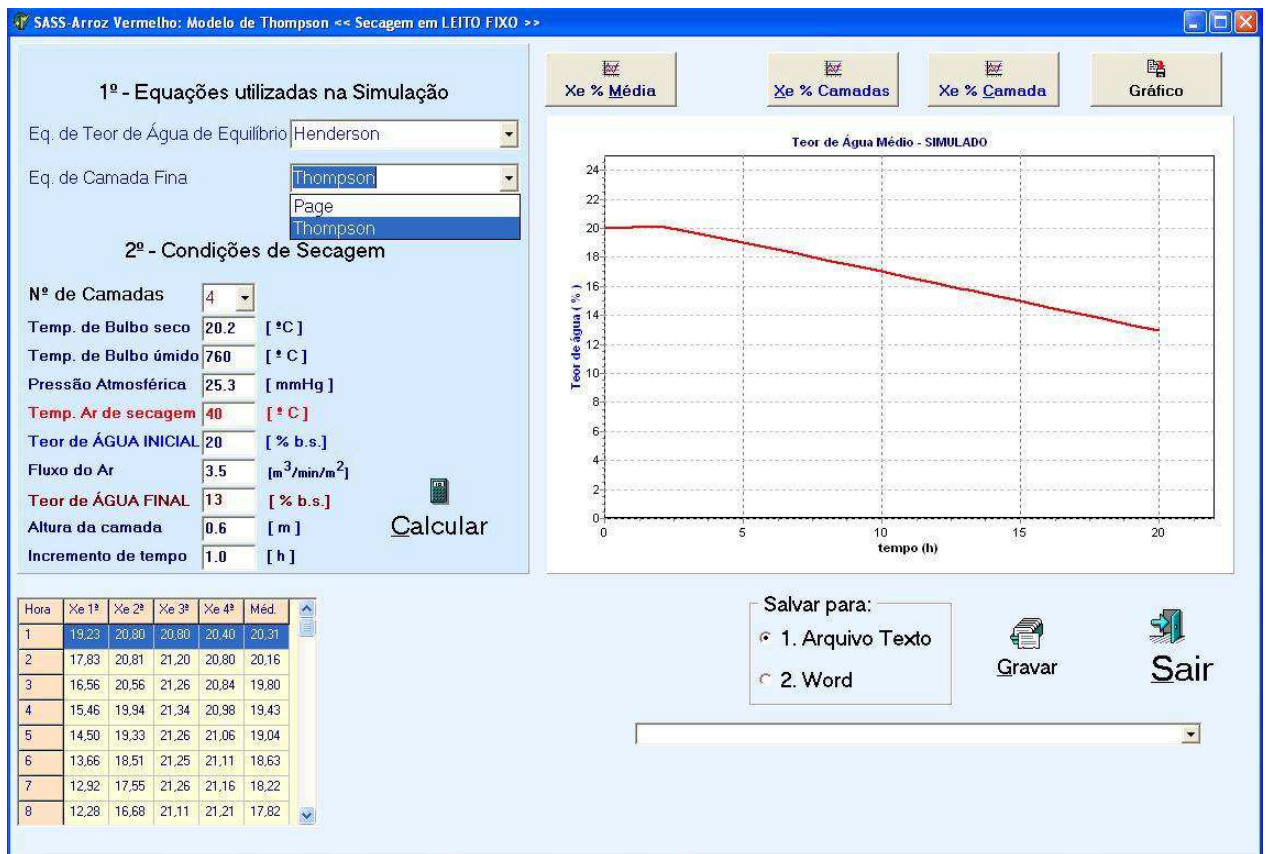 SASS-Arroz Vermelho: Modelo de Thompson << Secagem em LEITO FIXO >>
1º - Equações utilizadas na Simulação
Eq. de Teor de Água de Equilíbrio Henderson
Eq. de Camada Fina Thompson
Page
Thompson
2º - Condições de Secagem
Nº de Camadas 4
Temp. de Bulbo seco 20.2 [ ºC ]
Temp. de Bulbo úmido 760 [ º C ]
Pressão Atmosférica 25.3 [ mmHg ]
Temp. Ar de secagem 40 [ º C ]
Teor de ÁGUA INICIAL 20 [ % b.s.]
Fluxo do Ar 3.5 [m3/min/m2]
Teor de ÁGUA FINAL 13 [ % b.s.]
Altura da camada 0.6 [ m ]
Incremento de tempo 1.0 [ h ]
Calcular
Xe % Média Xe % Camadas Xe % Camada Gráfico
Teor de Água Médio - SIMULADO
Teor de água ( % )
24
22
20
18
16
14
12
10
8
6
4
2
0
0 5 10 15 20
tempo (h)
Hora Xe 1ª Xe 2ª Xe 3ª Xe 4ª Méd.
1 19,23 20,80 20,80 20,40 20,31
2 17,83 20,81 21,20 20,80 20,16
3 16,56 20,56 21,26 20,84 19,80
4 15,46 19,94 21,34 20,98 19,43
5 14,50 19,33 21,26 21,06 19,04
6 13,66 18,51 21,25 21,11 18,63
7 12,92 17,55 21,26 21,16 18,22
8 12,28 16,68 21,11 21,21 17,82
Salvar para:
1. Arquivo Texto
2. Word
Gravar
Sair